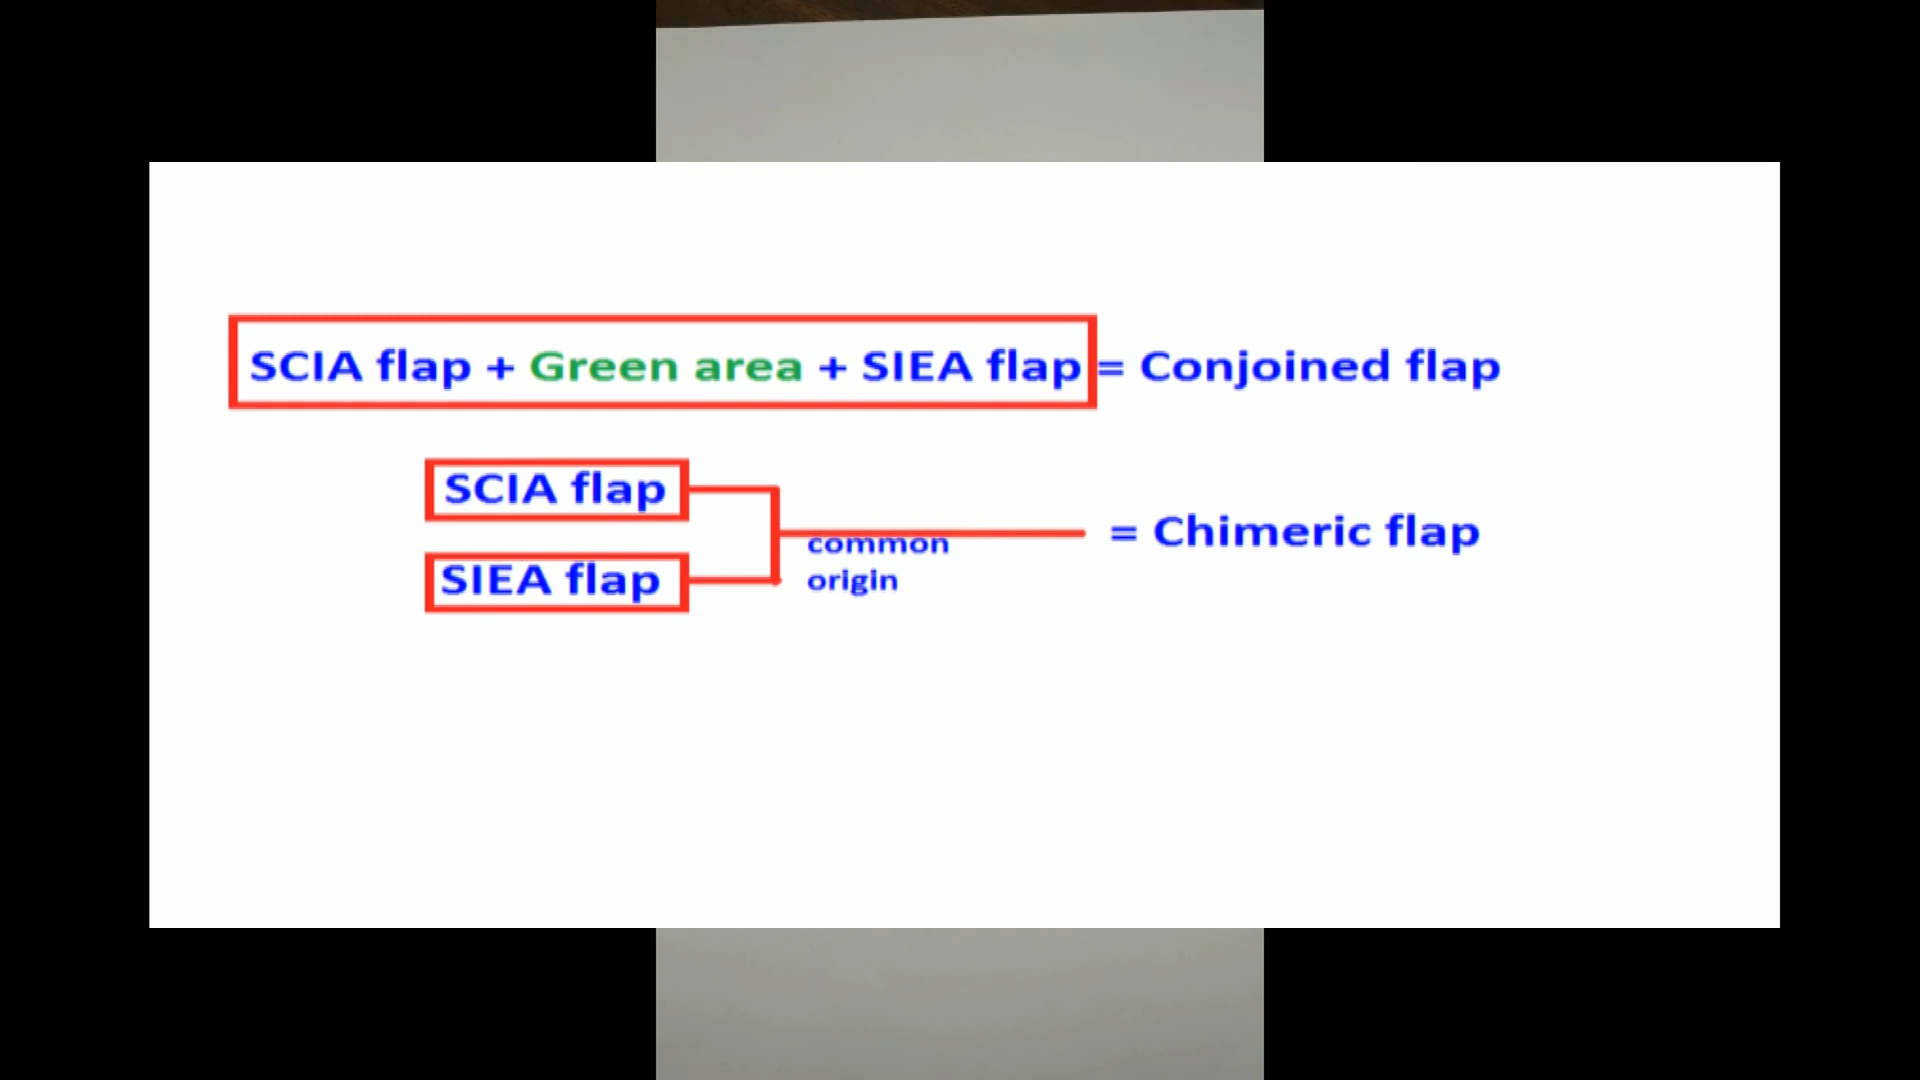 SCIA flap + Green area + SIEA flap = Conjoined flap
SCIA flap
SIEA flap
common
origin
= Chimeric flap